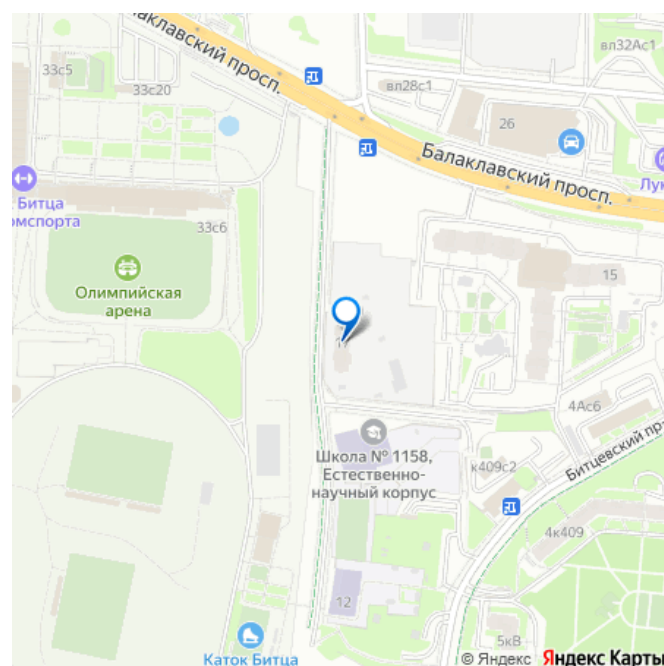 33с5
Балаклавский просп.
33с20
вл28с1
вл32Ас1
26
Балаклавский просп.
Лук
Битца
омспорта
33с6
Олимпийская
арена
15
4Ас6
Битцевский пр
Школа № 1158,
Естественно-
научный корпус
к409с2
4к409
12
5кВ
Каток Битца
© Яндекс Яндекс Карты